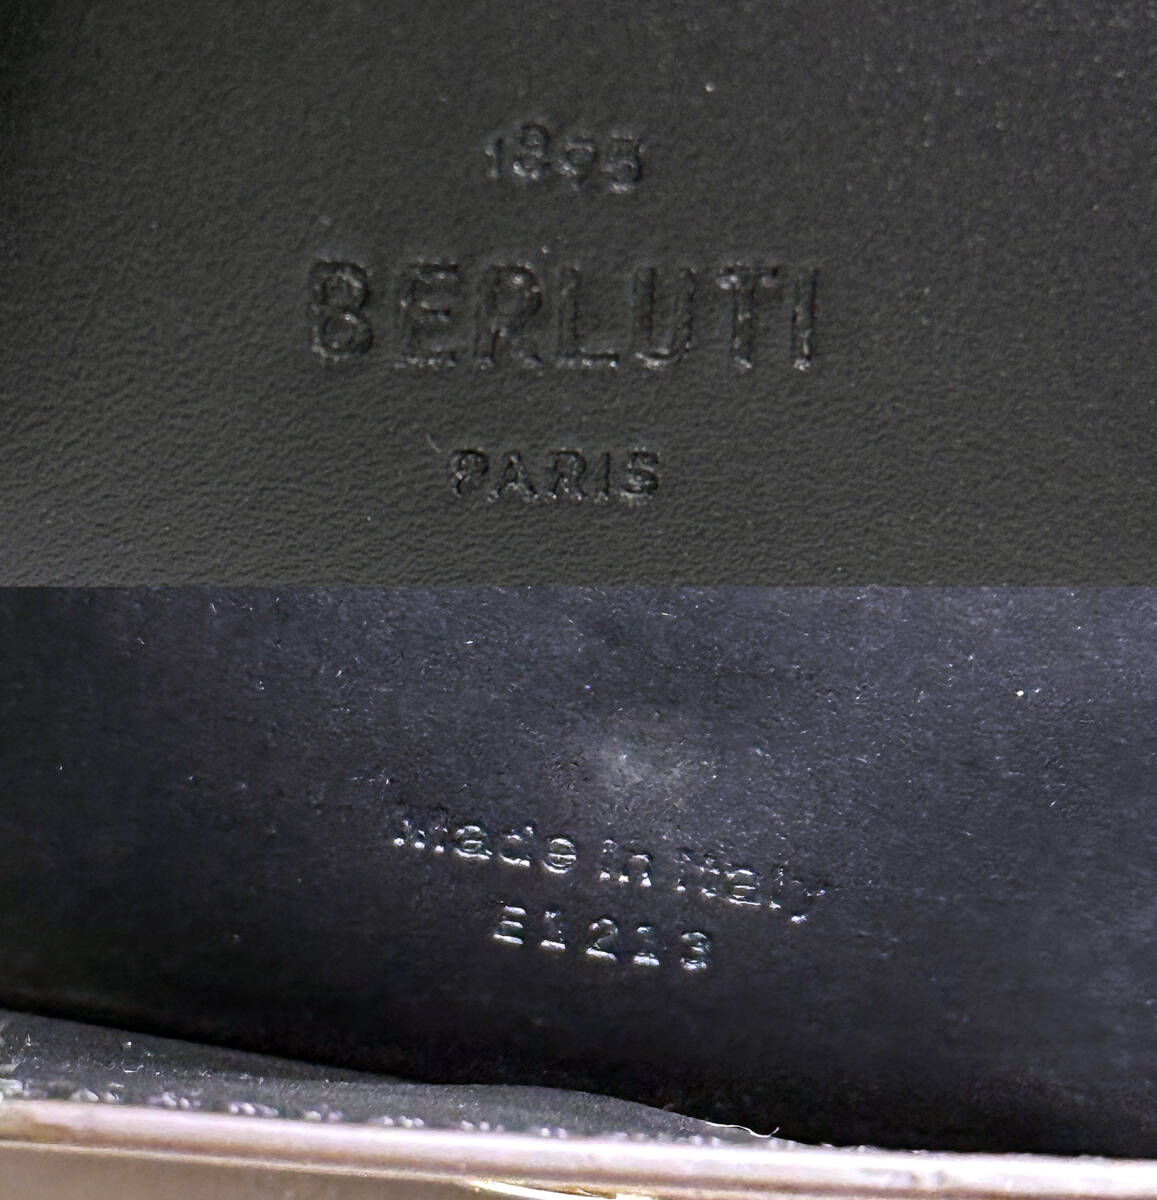 1895
BERLUTI
PARIS
Made in Italy
E1213